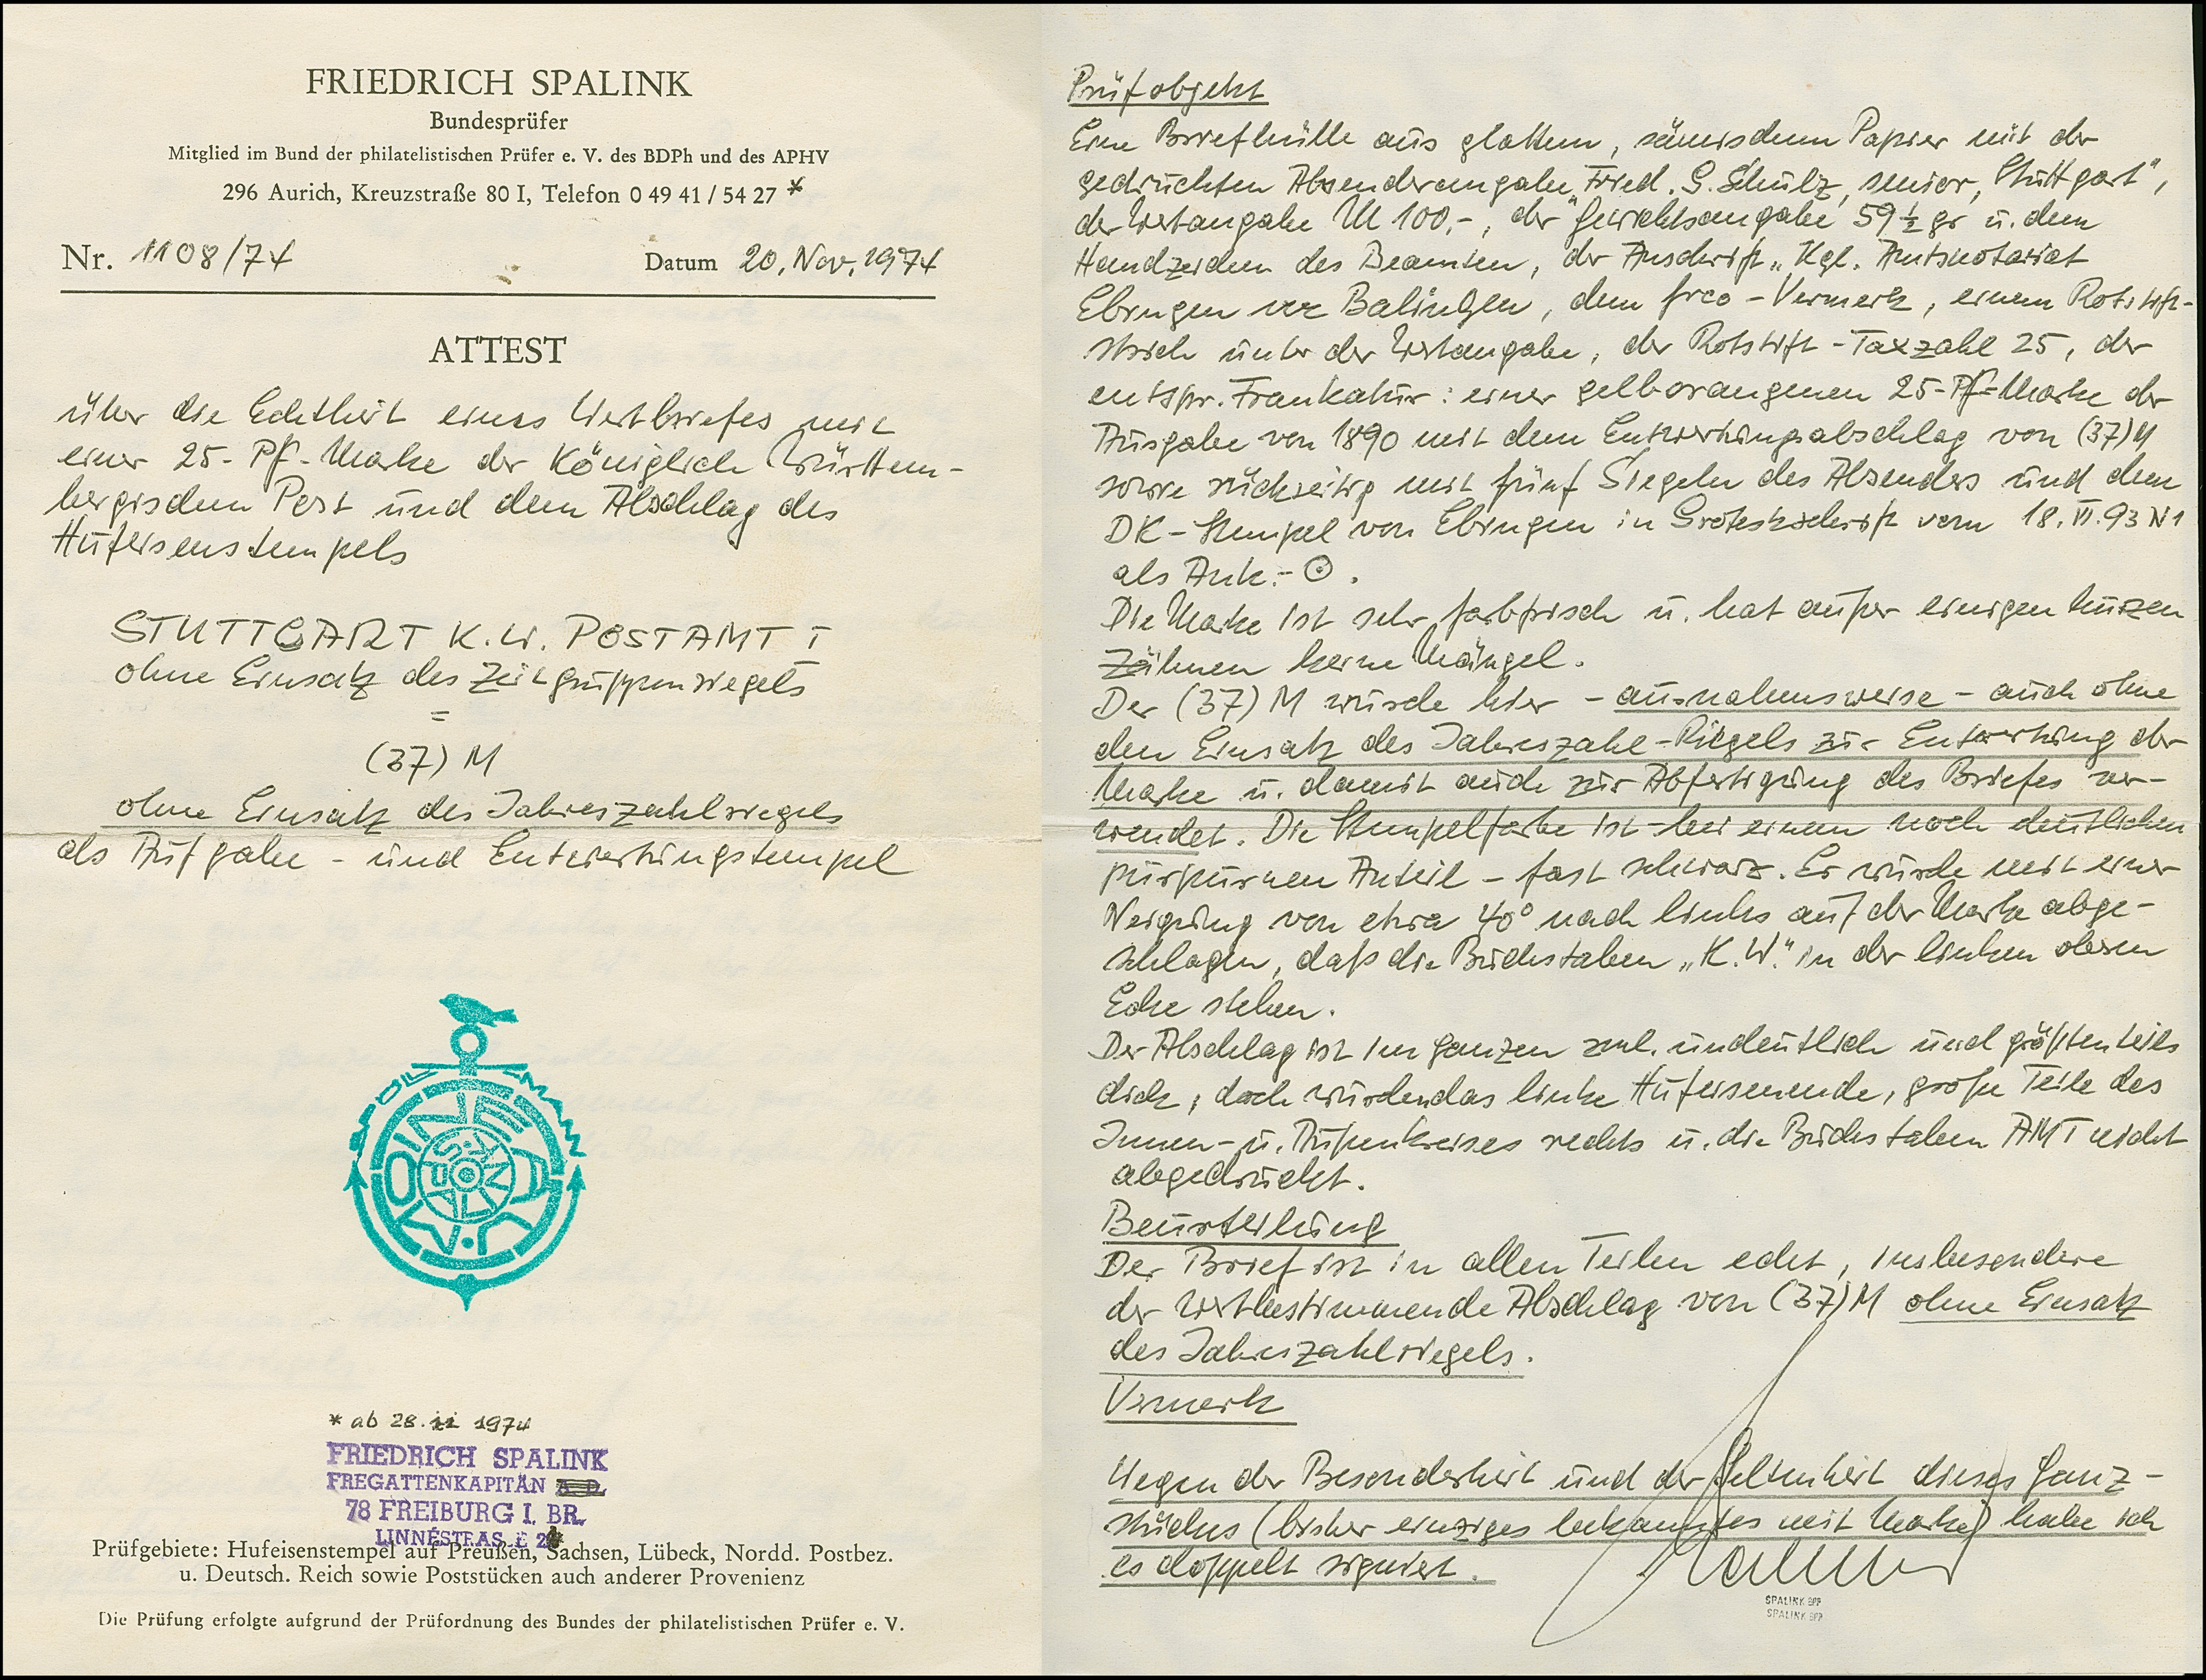 FRIEDRICH SPALINK
Bundesprüfer
Mitglied im Bund der philatelistischen Prüfer e. V. des BDPh und des APHV
296 Aurich, Kreuzstraße 80 I, Telefon 0 49 41 / 54 27 *
Nr. 1108/74 Datum 20. Nov. 1974
ATTEST
über die Echtheit eines Wertbriefes mit
einer 25-Pf-Marke der Königlich Württem-
bergischen Post und dem Abschlag des
Hufeisenstempels
STUTTGART K.W. POSTAMT I
ohne Einsatz des Zeitgruppenriegels
=
(37) M
ohne Einsatz des Jahreszahlriegels
als Aufgabe- und Entwertungstempel
* ab 28. 11 1974
FRIEDRICH SPALINK
FREGATTENKAPITÄN
78 FREIBURG I. BR.
Prüfgebiete: Hufeisenstempel auf Preußen, Sachsen, Lübeck, Nordd. Postbez.
u. Deutsch. Reich sowie Poststücken auch anderer Provenienz
Die Prüfung erfolgte aufgrund der Prüfordnung des Bundes der philatelistischen Prüfer e. V.
Prüfobjekt
Eine Briefhülle aus glattem, sämischem Papier mit der
gedruckten Absenderangabe „Fried. G. Schulz, senior, Stuttgart",
der Wertangabe M 100,-, der Gewichtsangabe 59 ½ gr u. dem
Handzeichen des Beamten, der Anschrift „Kgl. Amtsnotariat
Ebingen Balingen, dem frco-Vermerk, einem Rotstift-
strich unter der Wertangabe, der Rotstift-Taxzahl 25, der
entspr. Frankatur: einer gelborangenen 25-Pf-Marke der
Ausgabe von 1890 mit dem Entwertungsabschlag von (37) M
sowie rückseitig mit fünf Siegeln des Absenders und dem
DK-Stempel von Ebingen in Groteskschrift vom 18. VI. 93 N 1
als Ank.-⊙.
Die Marke ist sehr farbfrisch u. hat außer einigen kurzen
Zähnen keine Mängel.
Der (37) M wurde hier - ausnahmsweise - auch ohne
den Einsatz des Jahreszahl-Riegels zur Entwertung der
Marke u. damit auch zur Abfertigung des Briefes ver-
wendet. Die Stempelfarbe ist - bei einem noch deutlichen
purpurnen Anteil - fast schwarz. Er wurde mit einer
Neigung von etwa 40° nach links auf der Marke abge-
schlagen, daß die Buchstaben „K.W." in der linken oberen
Ecke stehen.
Der Abschlag ist im ganzen zml. undeutlich und größtenteils
dick, doch wurden das linke Hufeisenende, große Teile des
Innen- u. Außenkreises rechts u. die Buchstaben AMT nicht
abgedruckt.
Beurteilung
Der Brief ist in allen Teilen echt, insbesondere
der wertbestimmende Abschlag von (37) M ohne Einsatz
des Jahreszahlriegels.
Vermerk
Wegen der Besonderheit und der Seltenheit dieses Ganz-
stückes (bisher einziges bekanntes mit Marke) habe ich
es doppelt signiert.
SPALINK BPP
SPALINK BPP